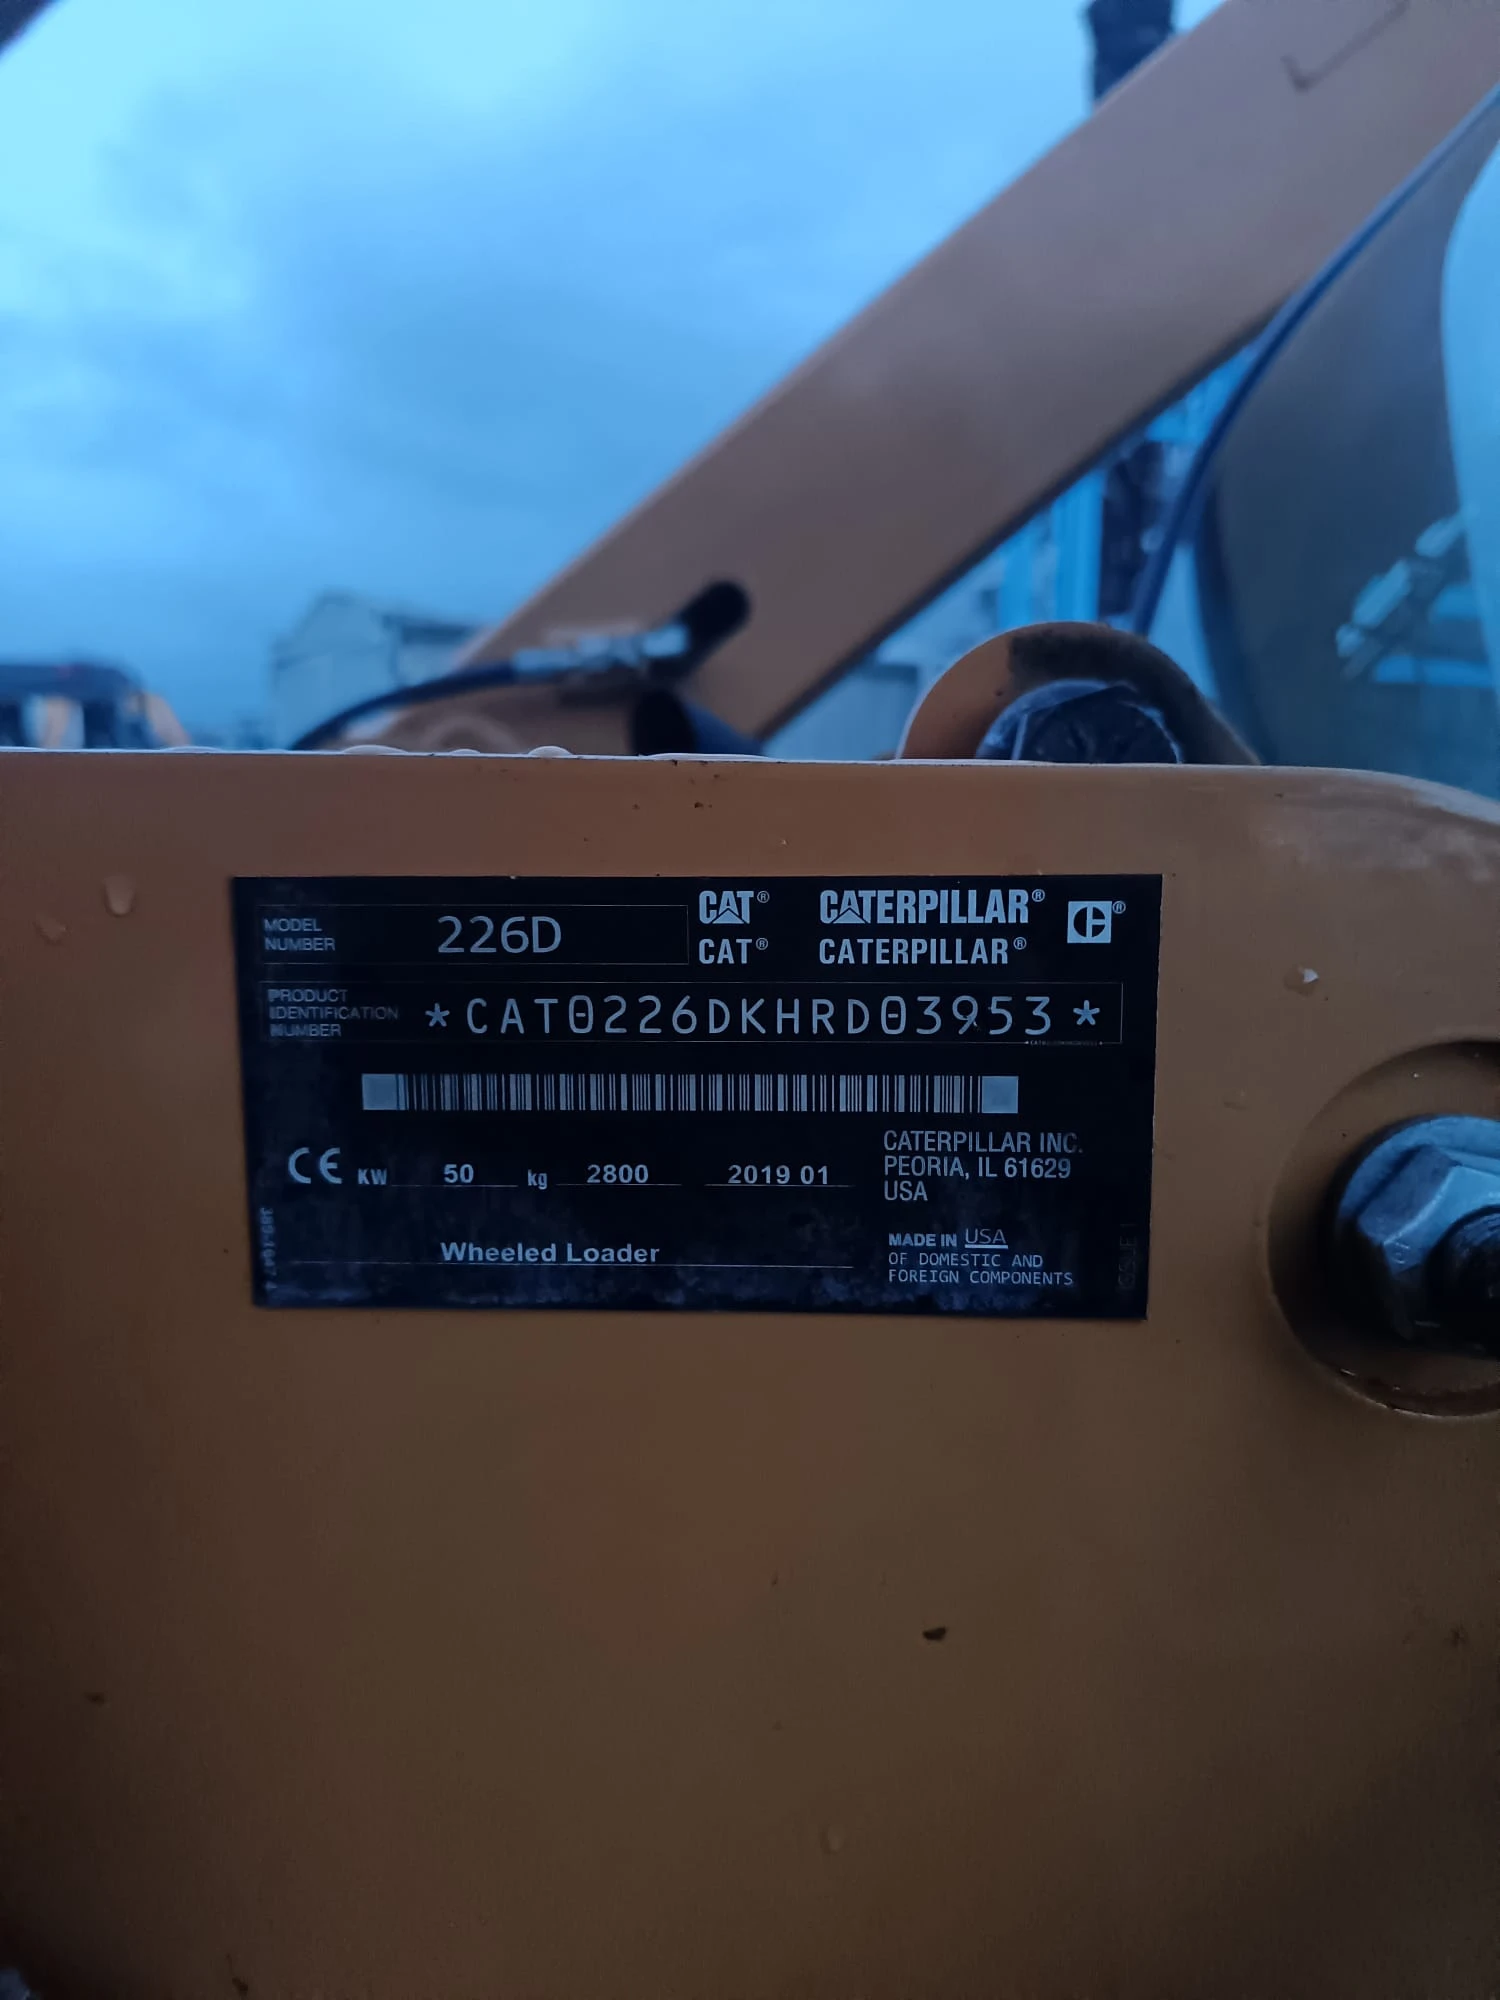 MODEL NUMBER 226D
CAT® CATERPILLAR®
CAT® CATERPILLAR®
PRODUCT IDENTIFICATION NUMBER *CAT0226DKHRD03953*
CE KW 50 kg 2800 2019 01
CATERPILLAR INC.
PEORIA, IL 61629
USA
Wheeled Loader
MADE IN USA
OF DOMESTIC AND
FOREIGN COMPONENTS